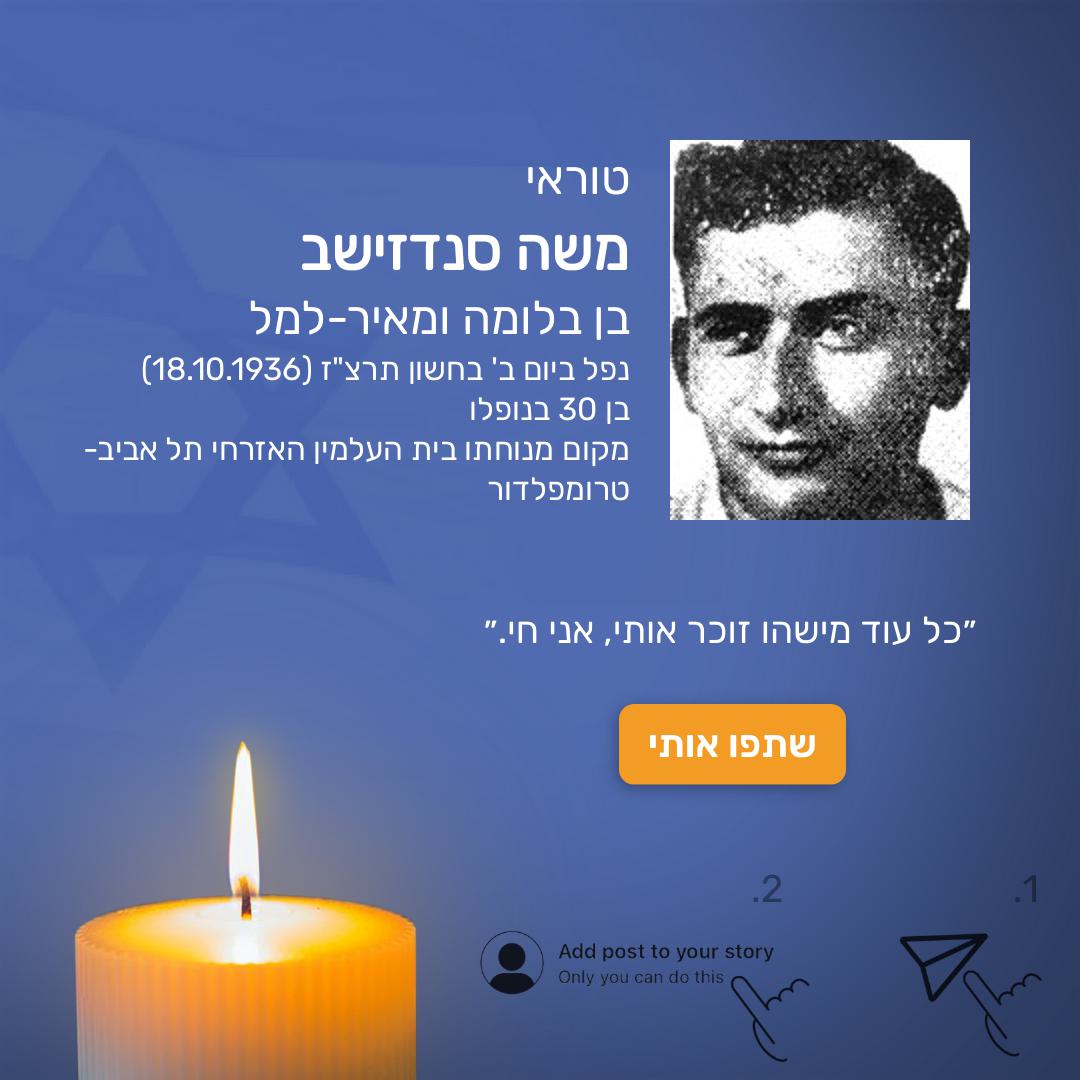 טוראי
משה סנדזישב
בן בלומה ומאיר-למל
נפל ביום ב' בחשון תרצ"ז (18.10.1936)
בן 30 בנופלו
מקום מנוחתו בית העלמין האזרחי תל אביב-
טרומפלדור
״כל עוד מישהו זוכר אותי, אני חי.״
שתפו אותי
1.
2.
Add post to your story
Only you can do this